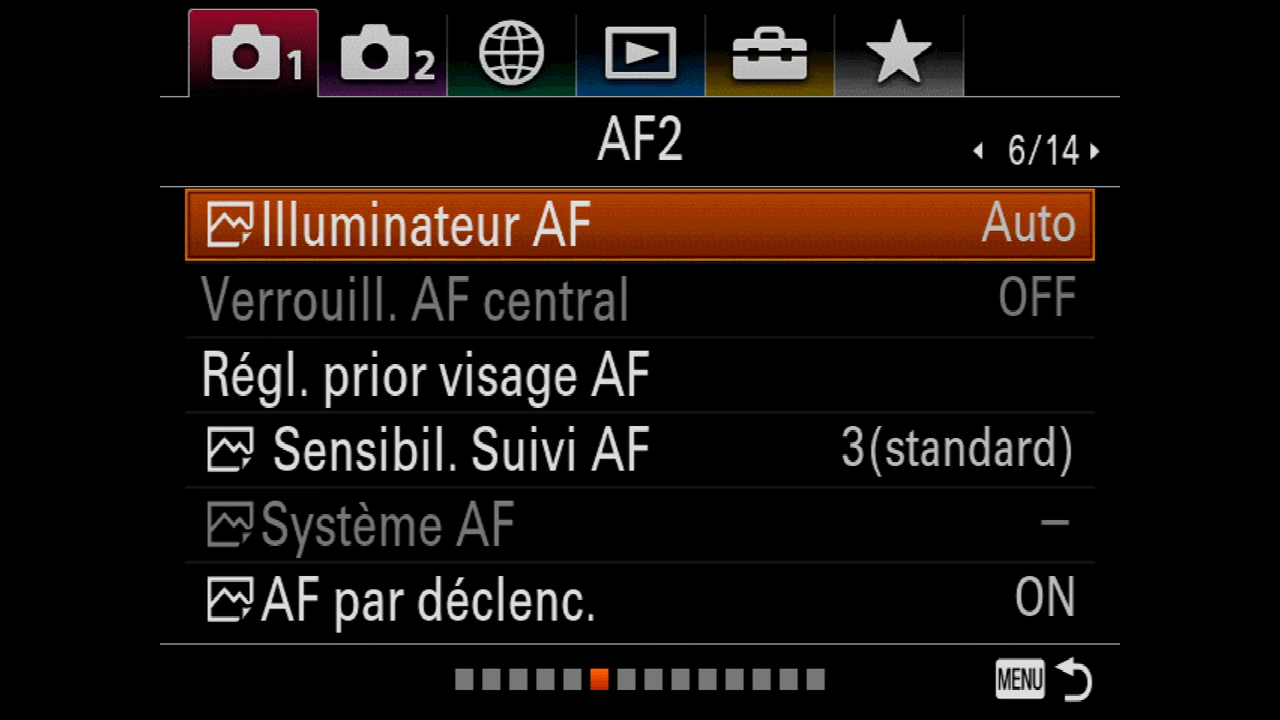 1 2
AF2
6/14
Illuminateur AF Auto
Verrouill. AF central OFF
Régl. prior visage AF
Sensibil. Suivi AF 3(standard)
Système AF –
AF par déclenc. ON
MENU